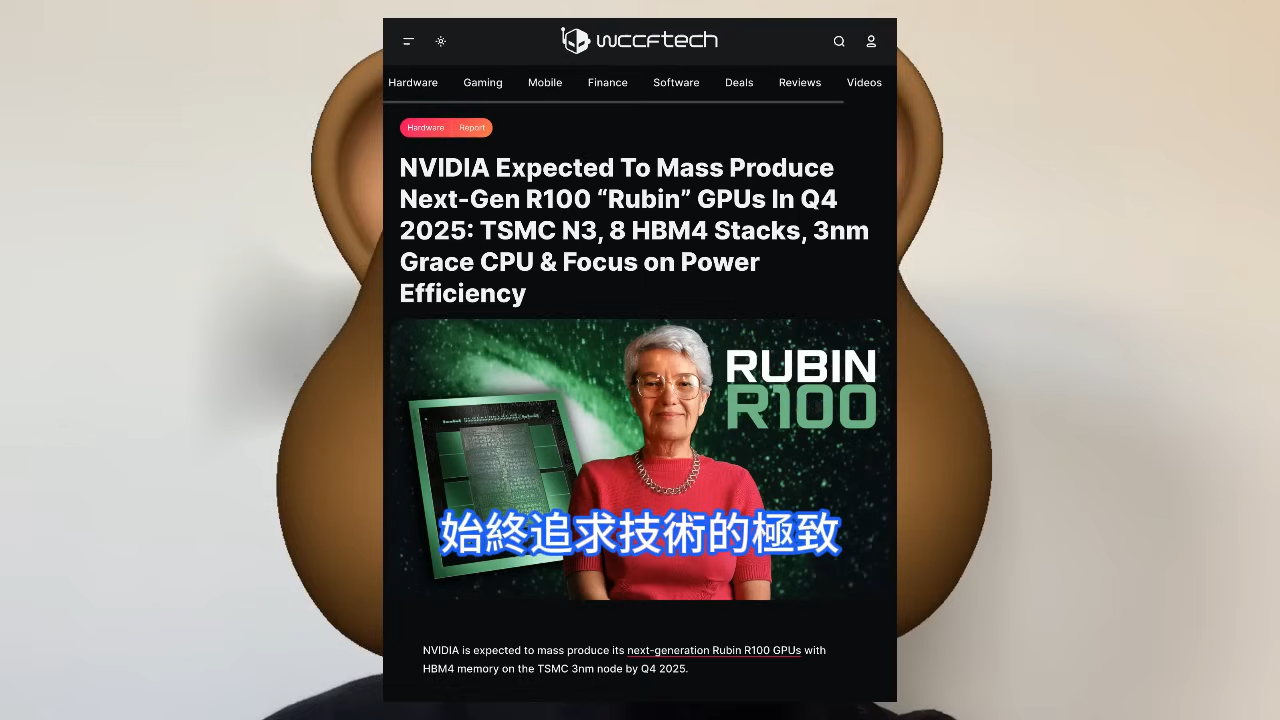 wccftech
Hardware Gaming Mobile Finance Software Deals Reviews Videos
Hardware Report
NVIDIA Expected To Mass Produce
Next-Gen R100 “Rubin” GPUs In Q4
2025: TSMC N3, 8 HBM4 Stacks, 3nm
Grace CPU & Focus on Power
Efficiency
RUBIN
R100
始終追求技術的極致
NVIDIA is expected to mass produce its next-generation Rubin R100 GPUs with
HBM4 memory on the TSMC 3nm node by Q4 2025.